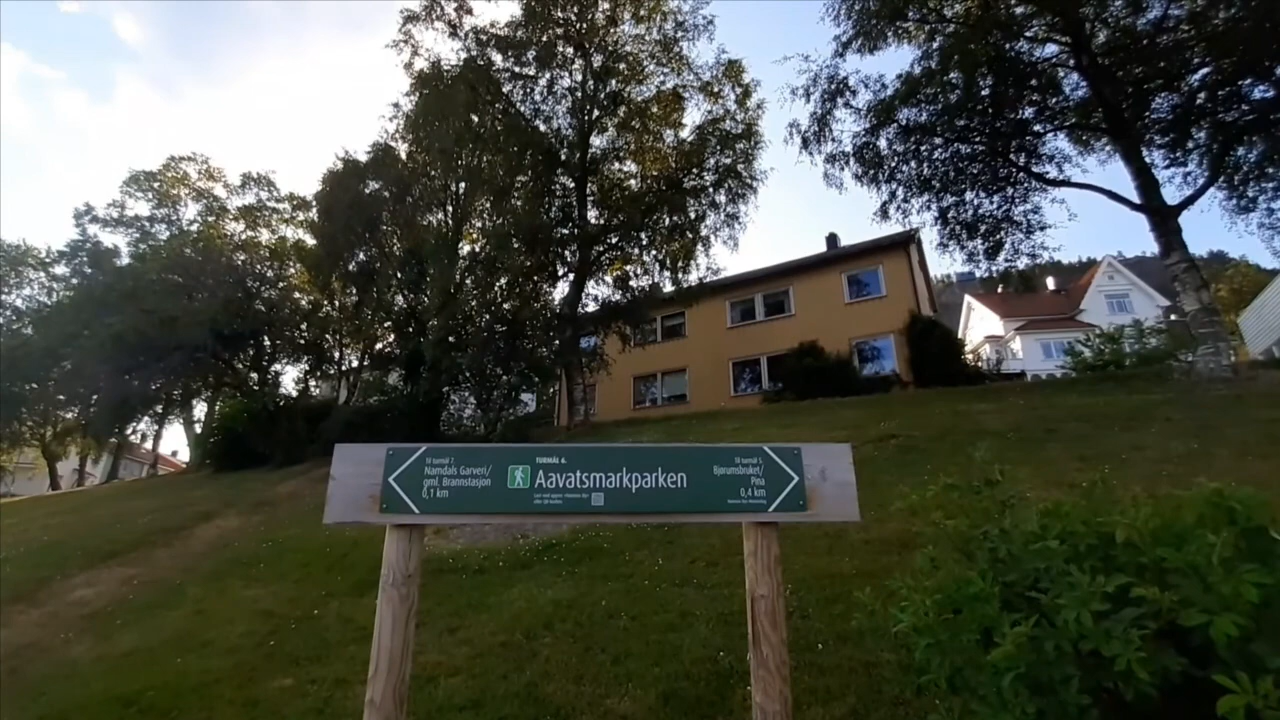 Til turmål 7.
Namdals Garveri/
gml. Brannstasjon
0,1 km
TURMÅL 6.
Aavatsmarkparken
Til turmål 5.
Bjørumsbruket/
Pina
0,4 km